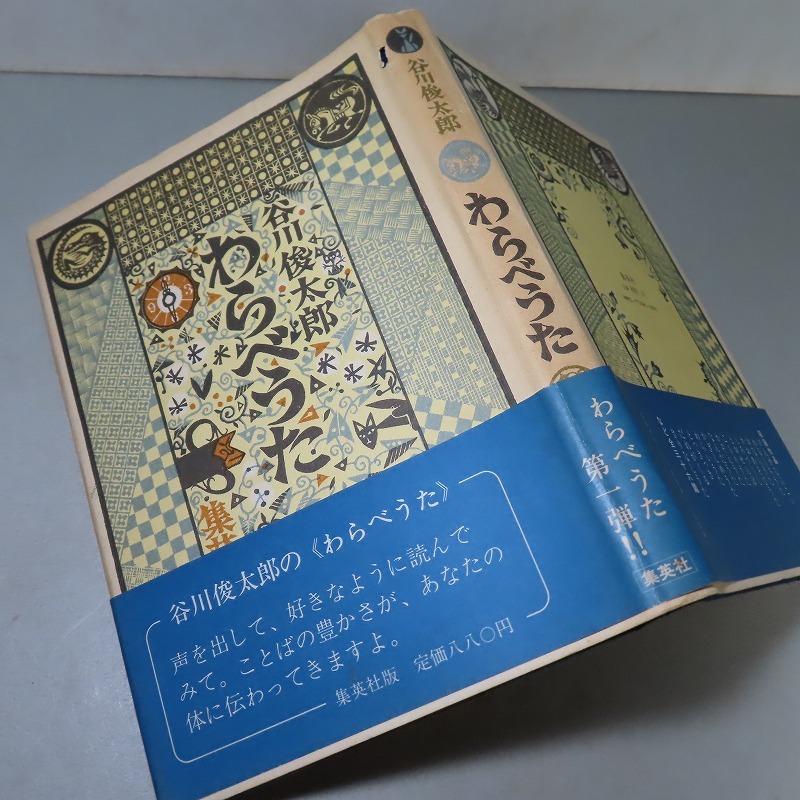 谷川俊太郎
わらべうた
集英
9
3
谷川俊太郎の《わらべうた》
声を出して、好きなように読んで
みて。ことばの豊かさが、あなたの
体に伝わってきますよ。
集英社版 定価八八〇円
谷川俊太郎
わらべうた
わらべうた
第一弾!!
集英社